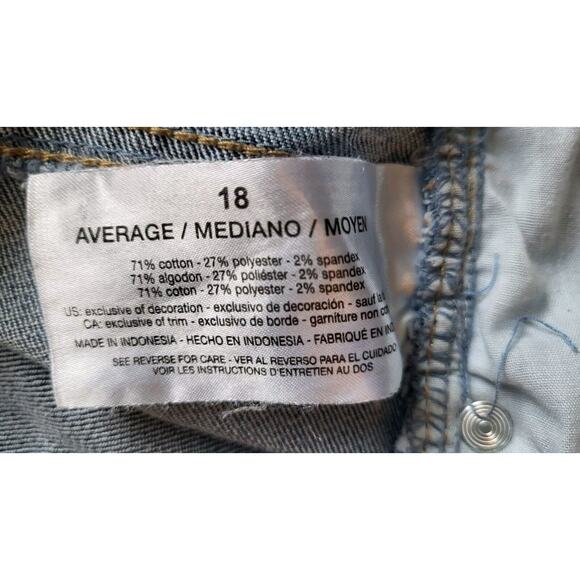 18
AVERAGE / MEDIANO / MOYEN
71% cotton - 27% polyester - 2% spandex
71% algodon - 27% poliéster - 2% spandex
71% coton - 27% polyester - 2% spandex
US: exclusive of decoration - exclusivo de decoración - sauf
CA: exclusive of trim - exclusivo de borde - garniture non
MADE IN INDONESIA - HECHO EN INDONESIA - FABRIQUÉ EN
SEE REVERSE FOR CARE - VER AL REVERSO PARA EL CUIDADO
VOIR LES INSTRUCTIONS D'ENTRETIEN AU DOS